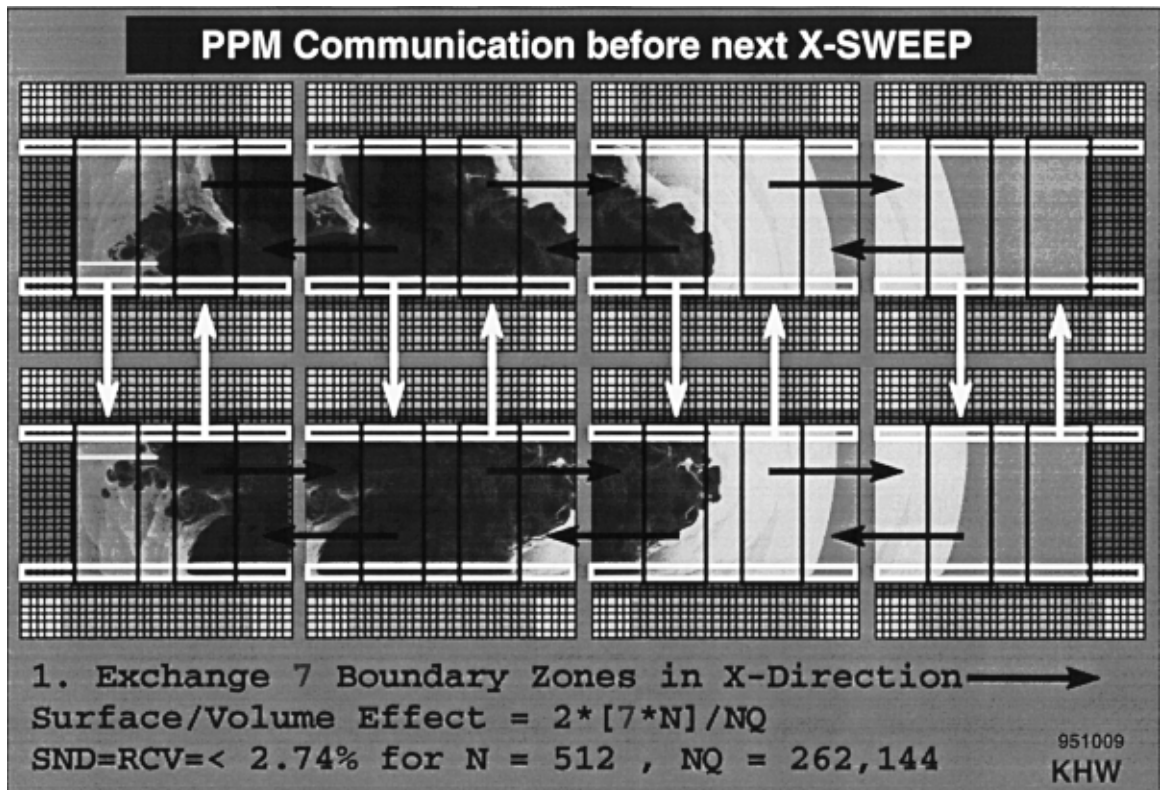 PPM Communication before next X-SWEEP
1. Exchange 7 Boundary Zones in X-Direction
Surface/Volume Effect = 2*[7*N]/NQ
SND=RCV=< 2.74% for N = 512 , NQ = 262,144
951009
KHW